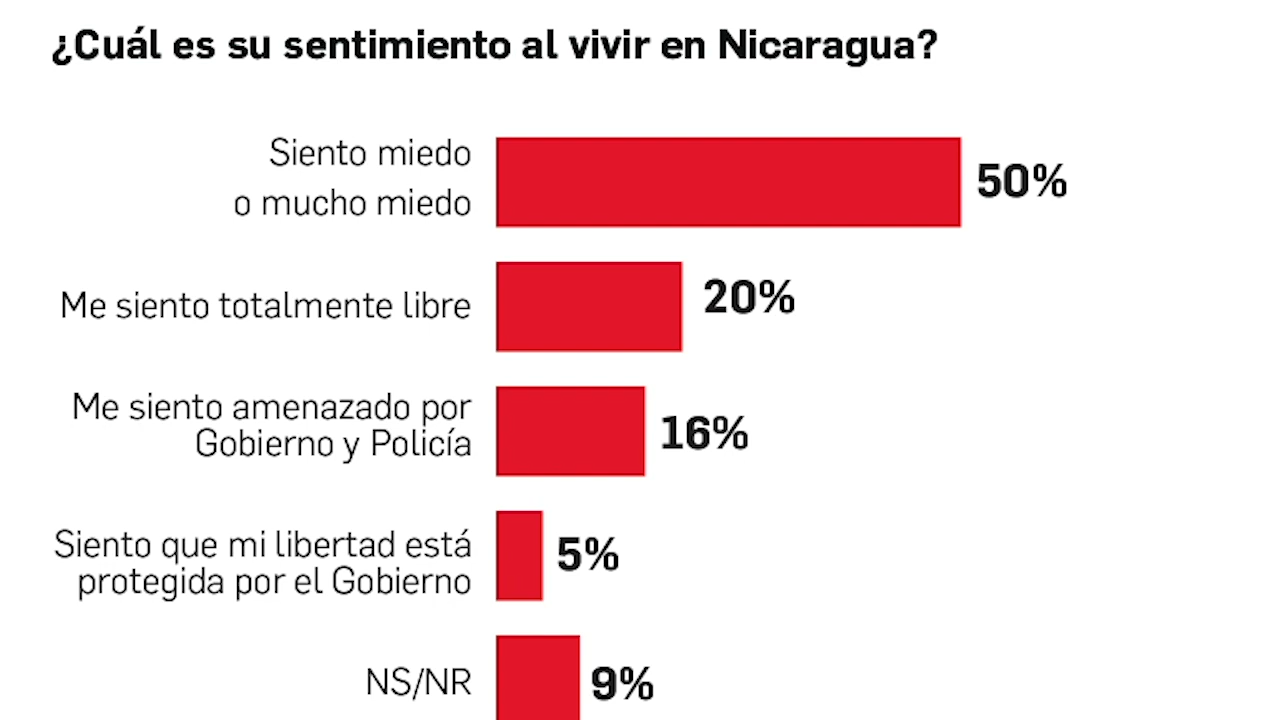 ¿Cuál es su sentimiento al vivir en Nicaragua?
Siento miedo
o mucho miedo
50%
Me siento totalmente libre
20%
Me siento amenazado por
Gobierno y Policía
16%
Siento que mi libertad está
protegida por el Gobierno
5%
NS/NR
9%